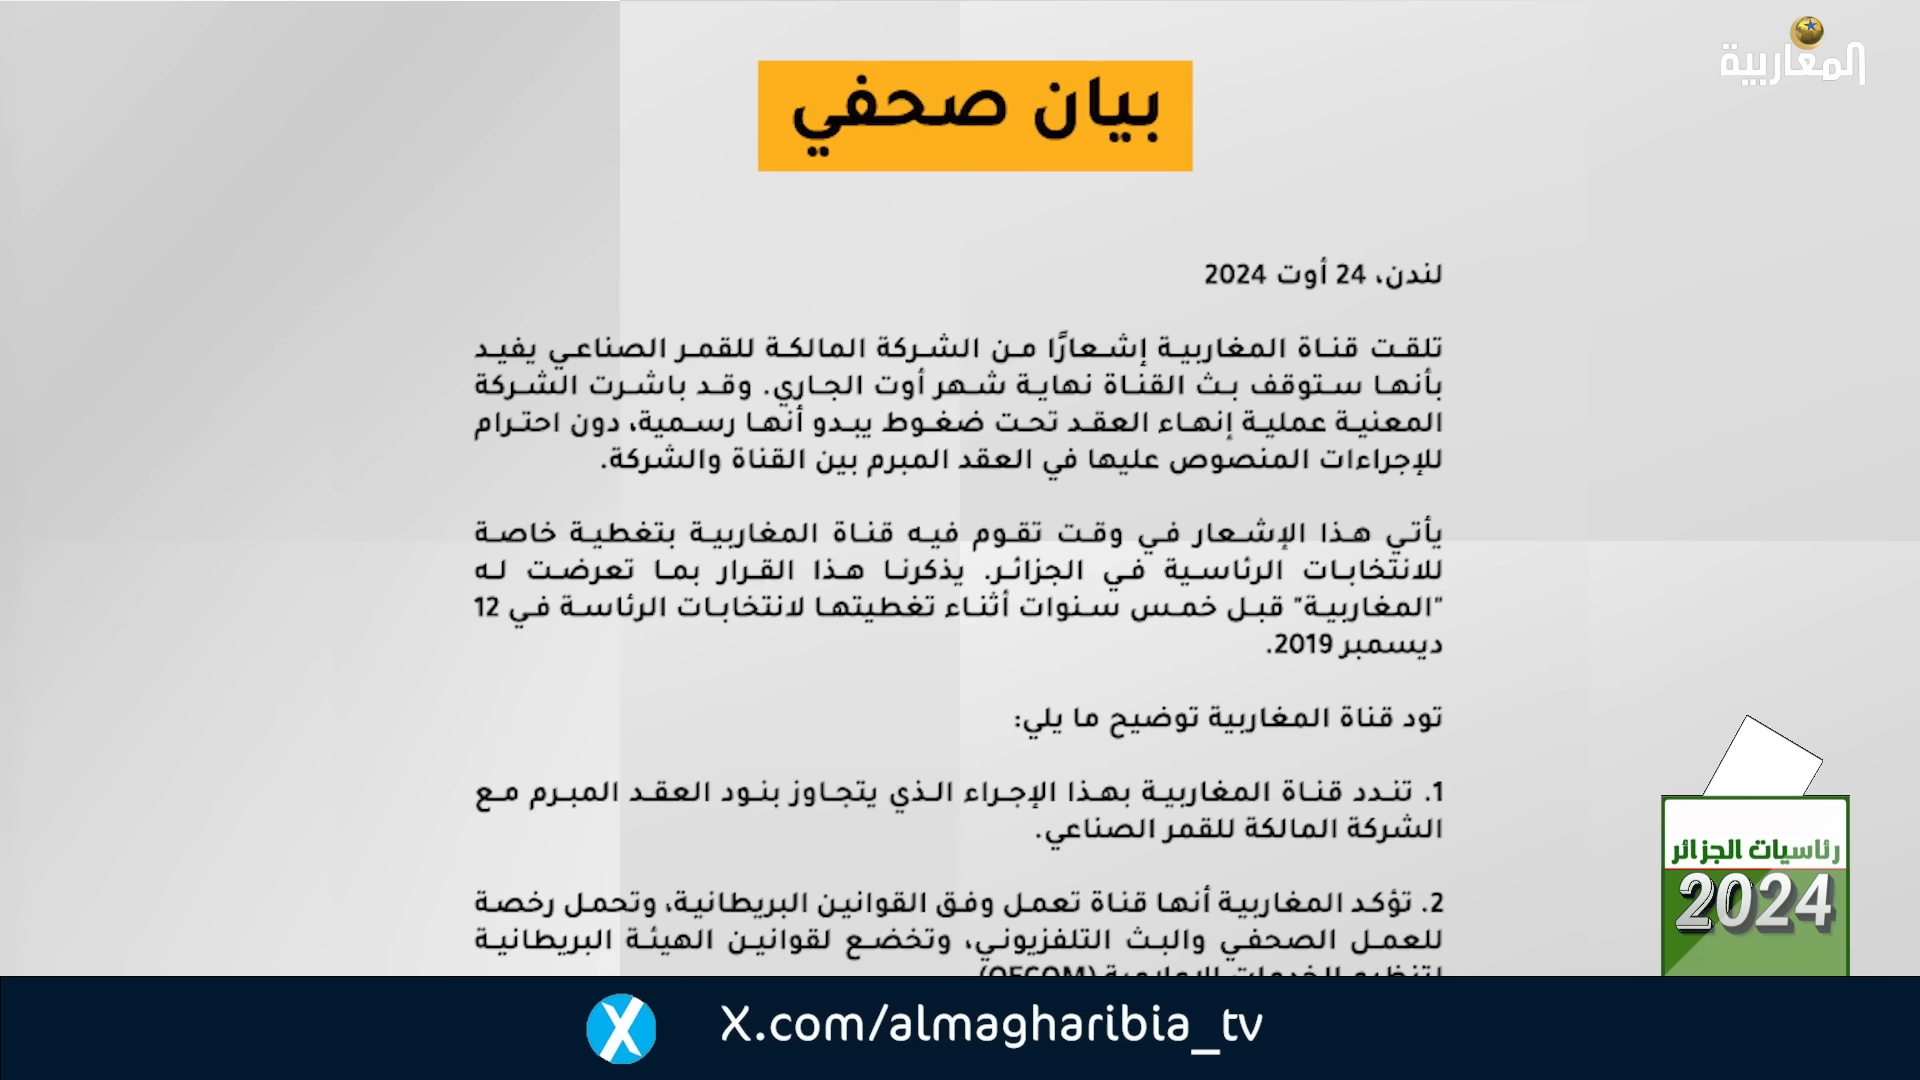 المغاربية
بيان صحفي
لندن، 24 أوت 2024
تلقت قناة المغاربية إشعارًا من الشركة المالكة للقمر الصناعي يفيد
بأنها ستوقف بث القناة نهاية شهر أوت الجاري. وقد باشرت الشركة
المعنية عملية إنهاء العقد تحت ضغوط يبدو أنها رسمية، دون احترام
للإجراءات المنصوص عليها في العقد المبرم بين القناة والشركة.
يأتي هذا الإشعار في وقت تقوم فيه قناة المغاربية بتغطية خاصة
للانتخابات الرئاسية في الجزائر. يذكرنا هذا القرار بما تعرضت له
"المغاربية" قبل خمس سنوات أثناء تغطيتها لانتخابات الرئاسة في 12
ديسمبر 2019.
تود قناة المغاربية توضيح ما يلي:
1. تندد قناة المغاربية بهذا الإجراء الذي يتجاوز بنود العقد المبرم مع
الشركة المالكة للقمر الصناعي.
2. تؤكد المغاربية أنها قناة تعمل وفق القوانين البريطانية، وتحمل رخصة
للعمل الصحفي والبث التلفزيوني، وتخضع لقوانين الهيئة البريطانية
لتنظيم الخدمات الإعلامية (OFCOM)
رئاسيات الجزائر
2024
X.com/almagharibia_tv